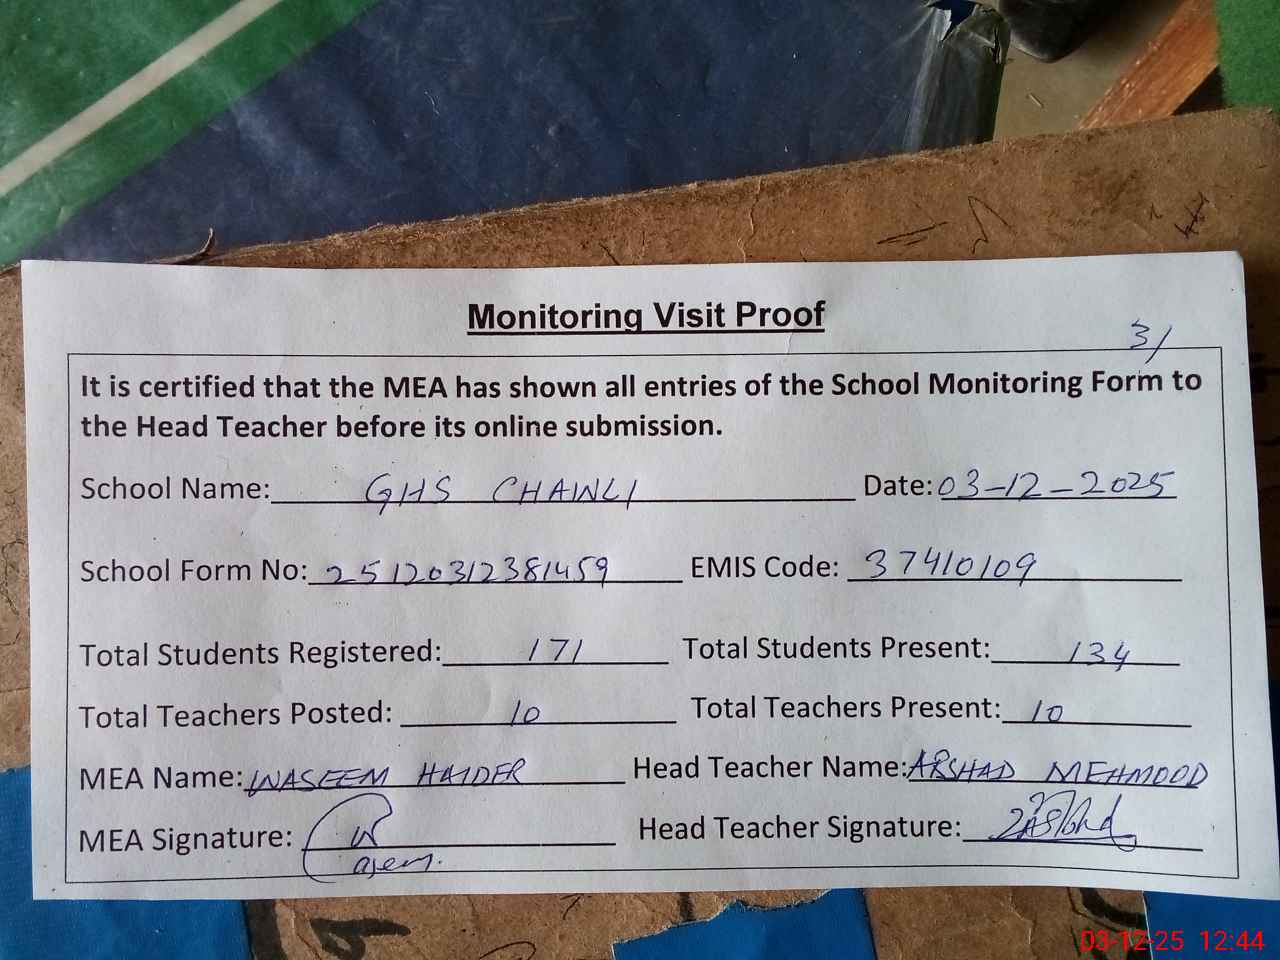 Monitoring Visit Proof
3/
It is certified that the MEA has shown all entries of the School Monitoring Form to
the Head Teacher before its online submission.
School Name: GHS CHAWLI Date: 03-12-2025
School Form No: 25120312381459 EMIS Code: 37410109
Total Students Registered: 171 Total Students Present: 134
Total Teachers Posted: 10 Total Teachers Present: 10
MEA Name: WASEEM HAIDER Head Teacher Name: ARSHAD MEHMOOD
MEA Signature: Head Teacher Signature:
03-12-25 12:44